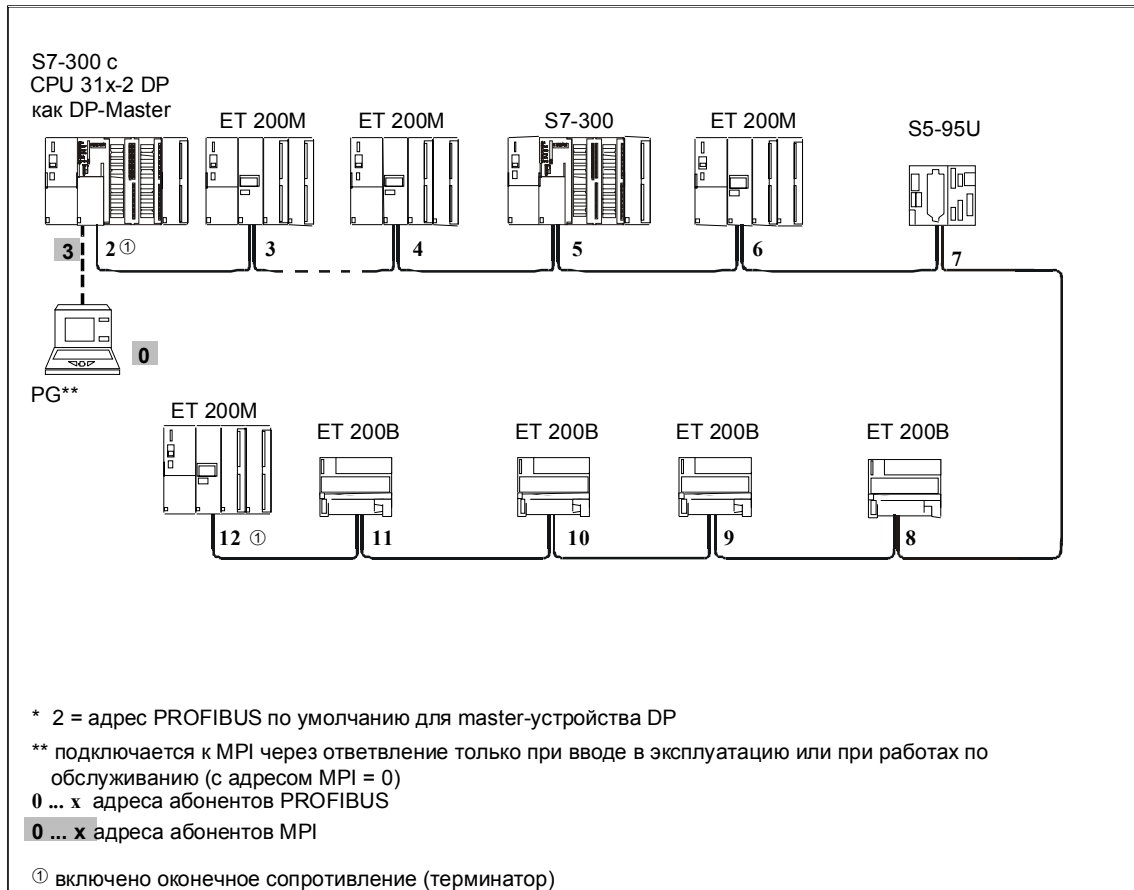 S7-300 с
CPU 31x-2 DP
как DP-Master
ET 200M
ET 200M
S7-300
ET 200M
S5-95U
3
2 ①
3
4
5
6
7
0
PG**
ET 200M
ET 200B
ET 200B
ET 200B
ET 200B
12 ①
11
10
9
8
* 2 = адрес PROFIBUS по умолчанию для master-устройства DP
** подключается к MPI через ответвление только при вводе в эксплуатацию или при работах по
обслуживанию (с адресом MPI = 0)
0 ... x адреса абонентов PROFIBUS
0 ... x адреса абонентов MPI
① включено оконечное сопротивление (терминатор)